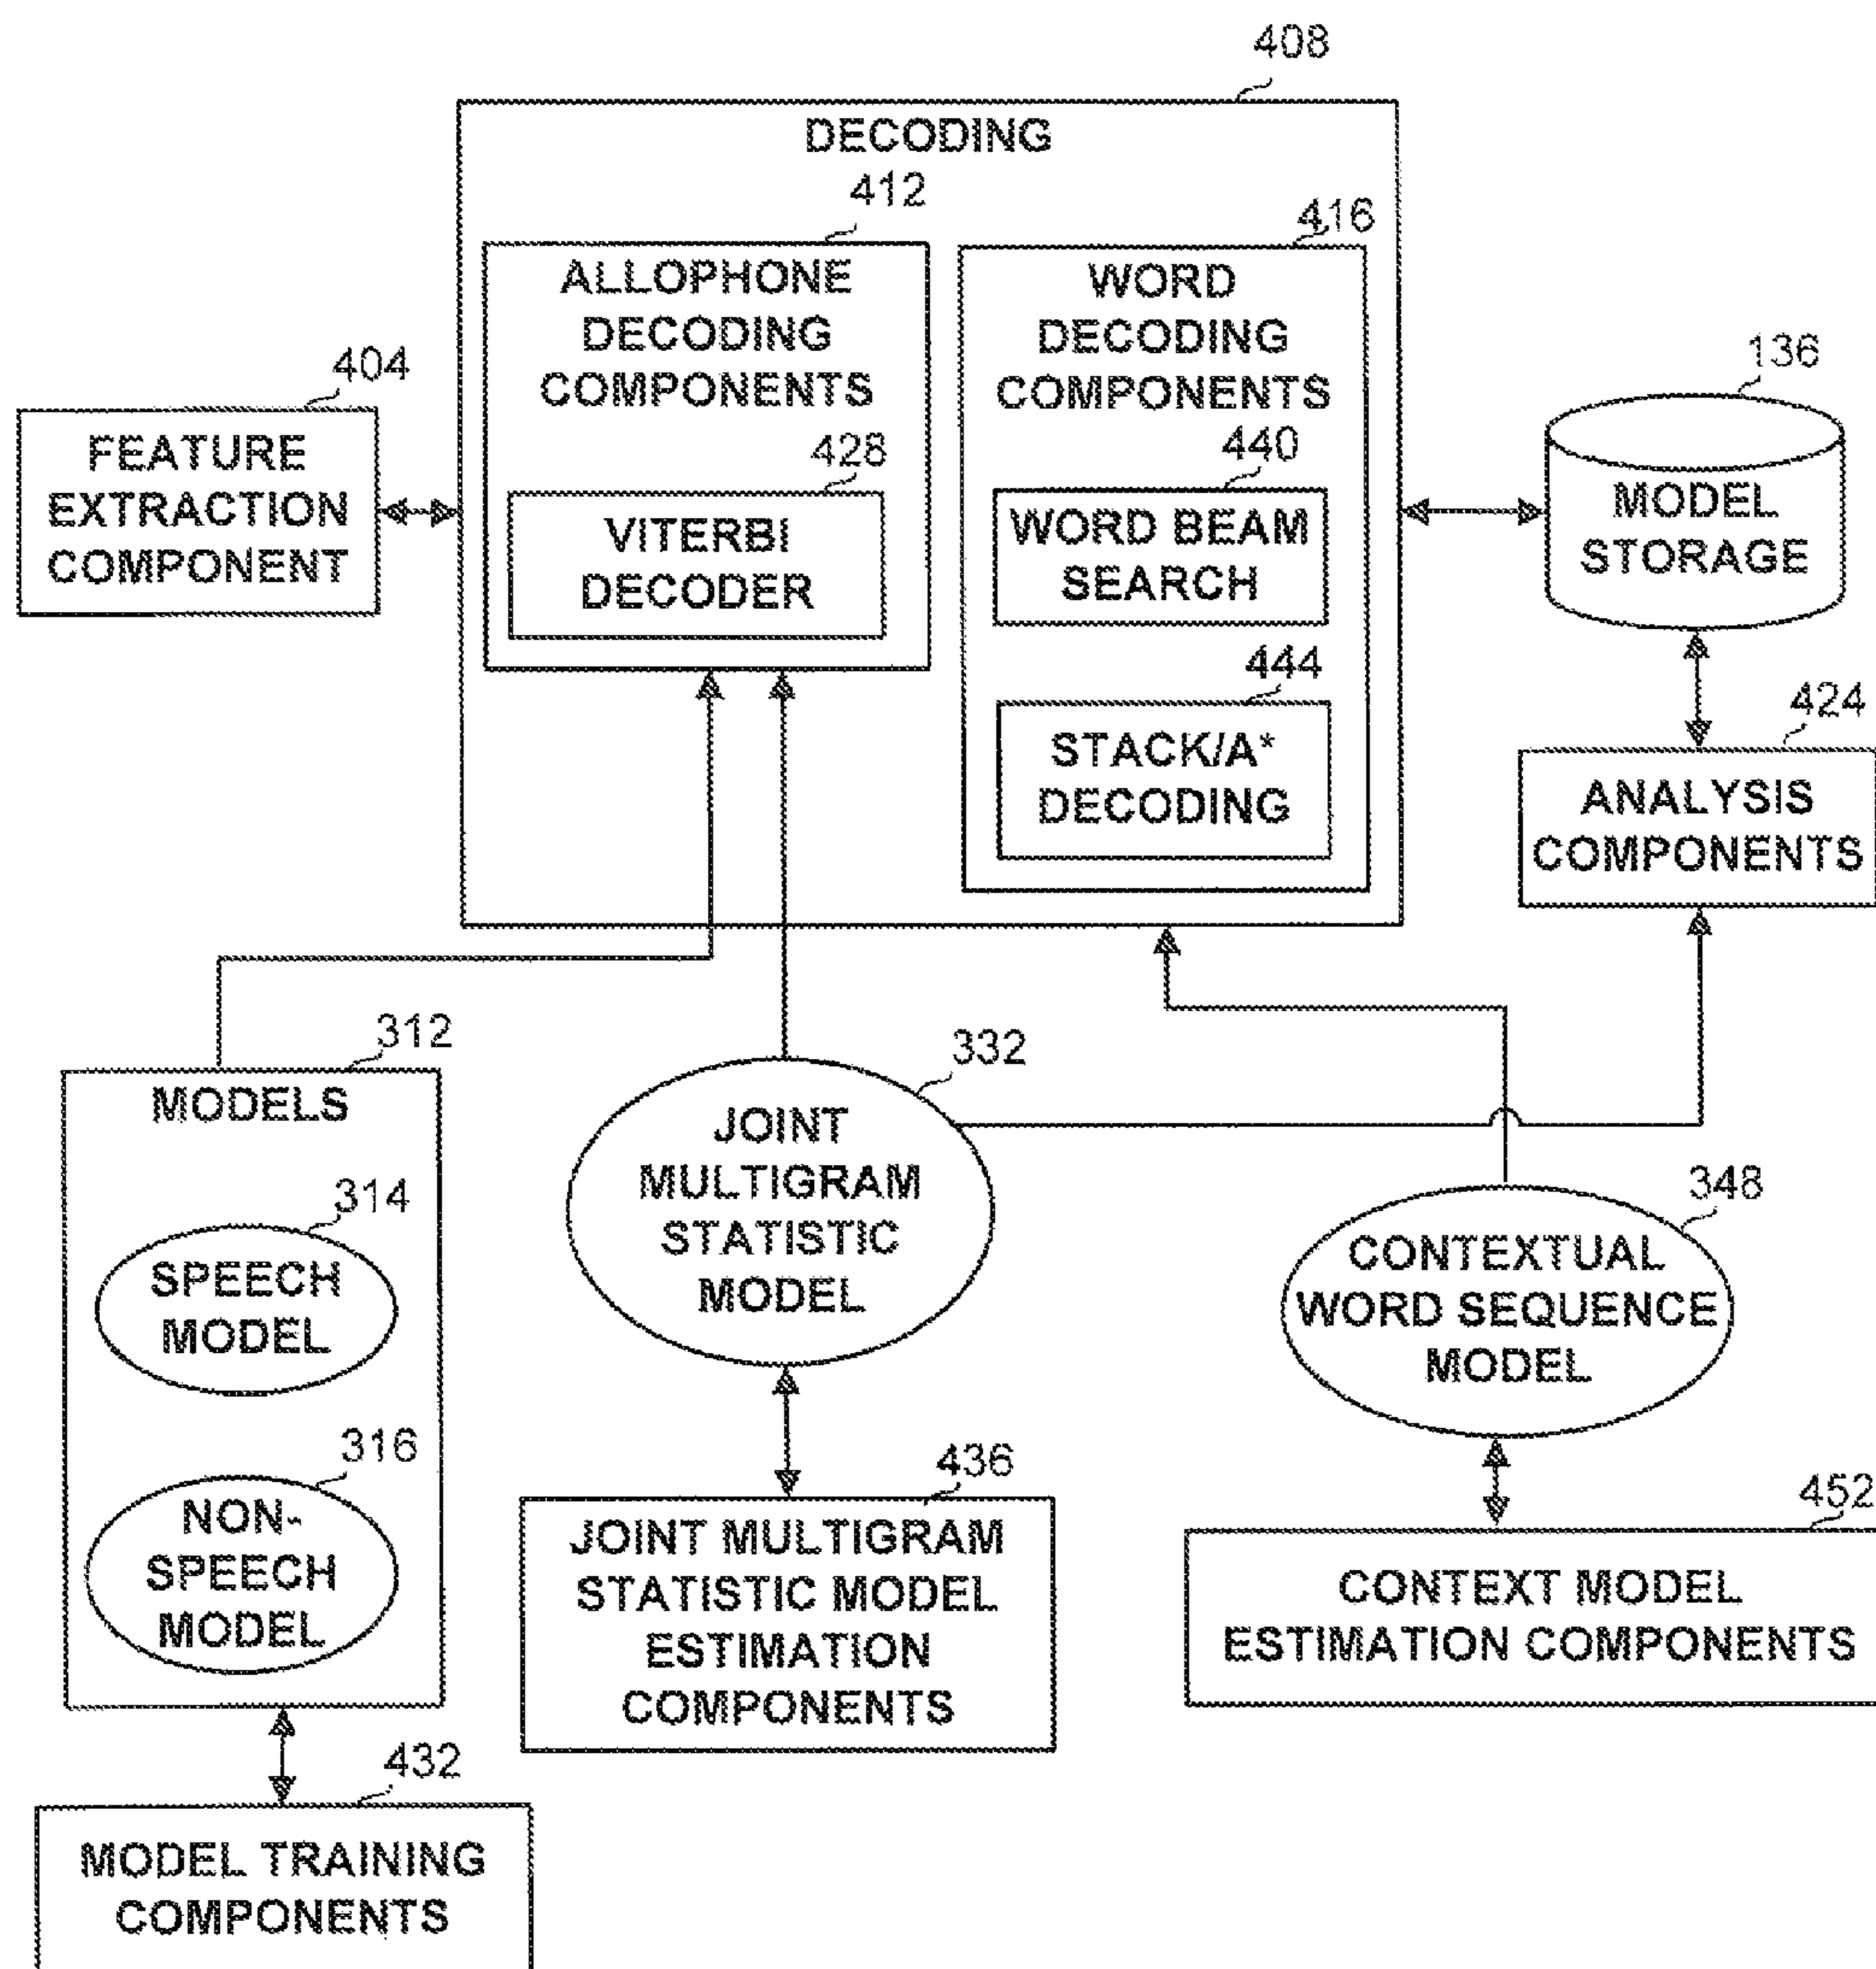 408
DECODING
412
416
ALLOPHONE
DECODING
COMPONENTS
WORD
DECODING
COMPONENTS
404
FEATURE
EXTRACTION
COMPONENT
428
VITERBI
DECODER
440
WORD BEAM
SEARCH
444
STACK/A*
DECODING
136
MODEL
STORAGE
424
ANALYSIS
COMPONENTS
312
MODELS
314
SPEECH
MODEL
316
NON-
SPEECH
MODEL
332
JOINT
MULTIGRAM
STATISTIC
MODEL
348
CONTEXTUAL
WORD SEQUENCE
MODEL
436
JOINT MULTIGRAM
STATISTIC MODEL
ESTIMATION
COMPONENTS
452
CONTEXT MODEL
ESTIMATION COMPONENTS
432
MODEL TRAINING
COMPONENTS